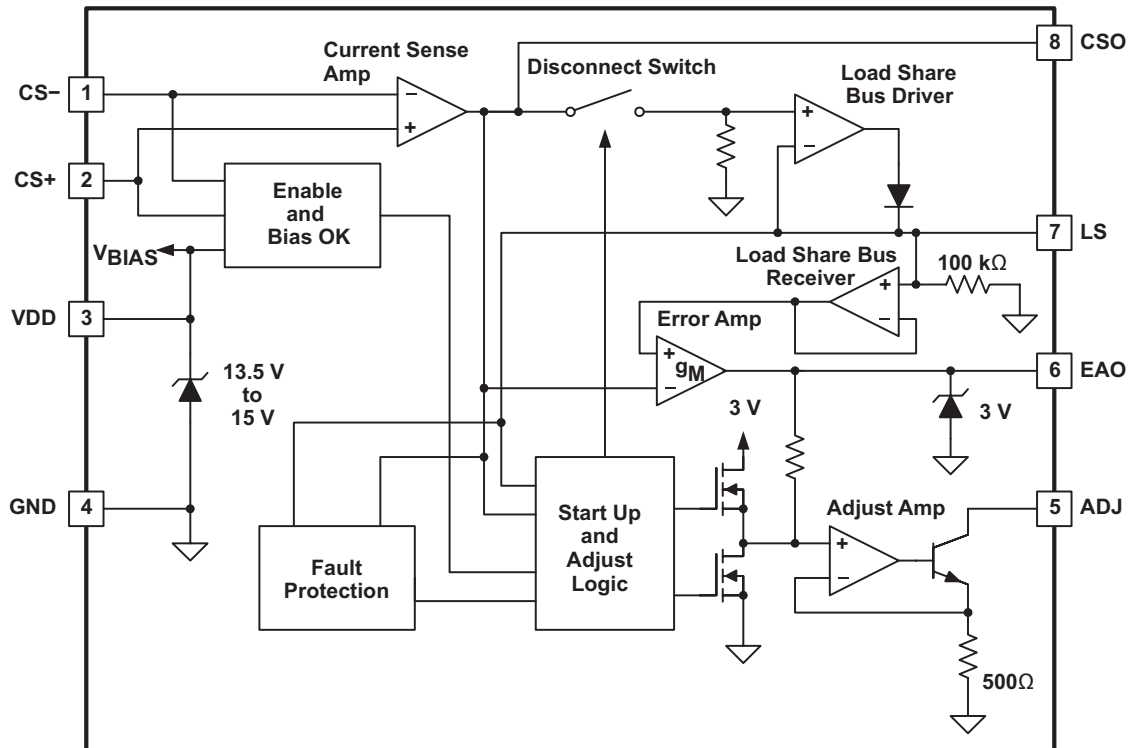 Current Sense
Amp
Disconnect Switch
Load Share
Bus Driver
8 CSO
CS− 1
−
+
+
−
CS+ 2
Enable
and
Bias OK
VBIAS
7 LS
Load Share Bus
Receiver
100 kΩ
+
−
VDD 3
Error Amp
+
gM
−
6 EAO
13.5 V
to
15 V
3 V
3 V
GND 4
Start Up
and
Adjust
Logic
Fault
Protection
Adjust Amp
+
−
5 ADJ
500Ω